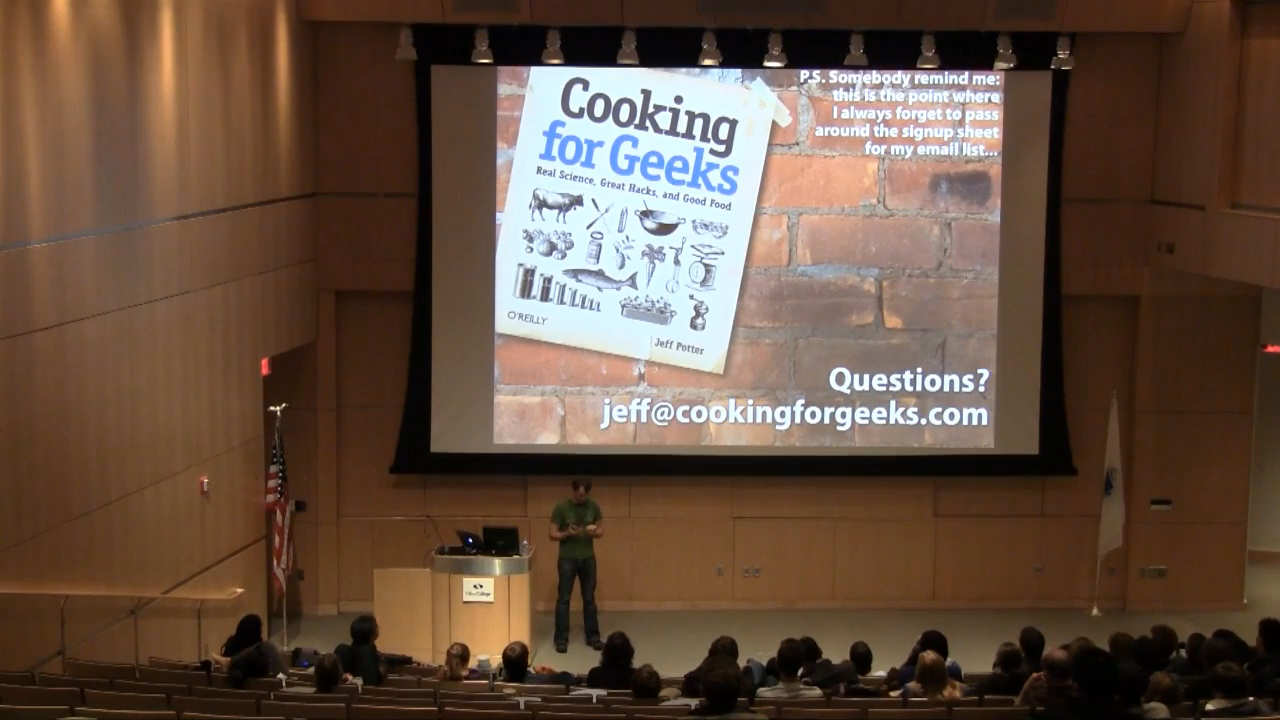 Cooking
for Geeks
Real Science, Great Hacks, and Good Food
O'REILLY
Jeff Potter
P.S. Somebody remind me:
this is the point where
I always forget to pass
around the signup sheet
for my email list...
Questions?
jeff@cookingforgeeks.com